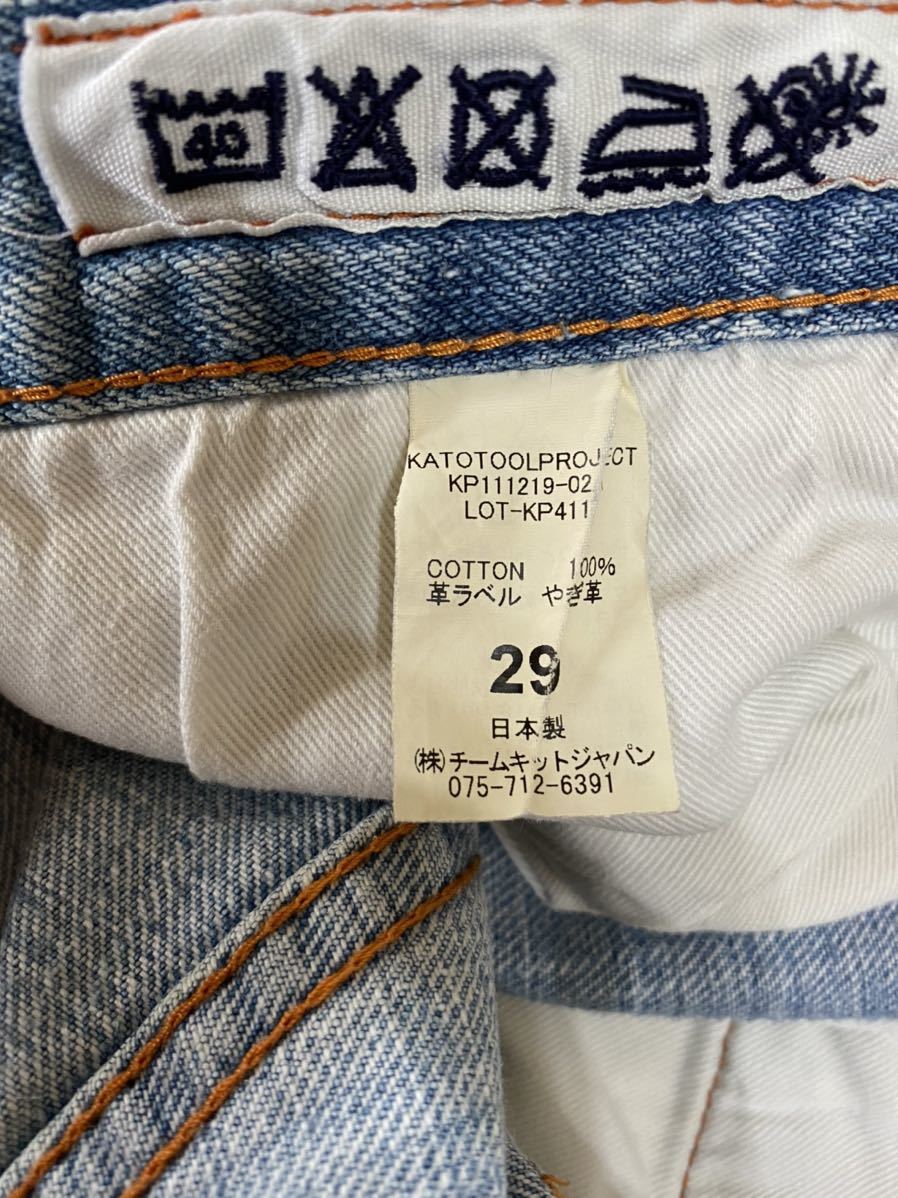 40
KATOTOOLPROJECT
KP111219-02
LOT-KP411
COTTON 100%
革ラベル やぎ革
29
日本製
(株)チームキットジャパン
075-712-6391